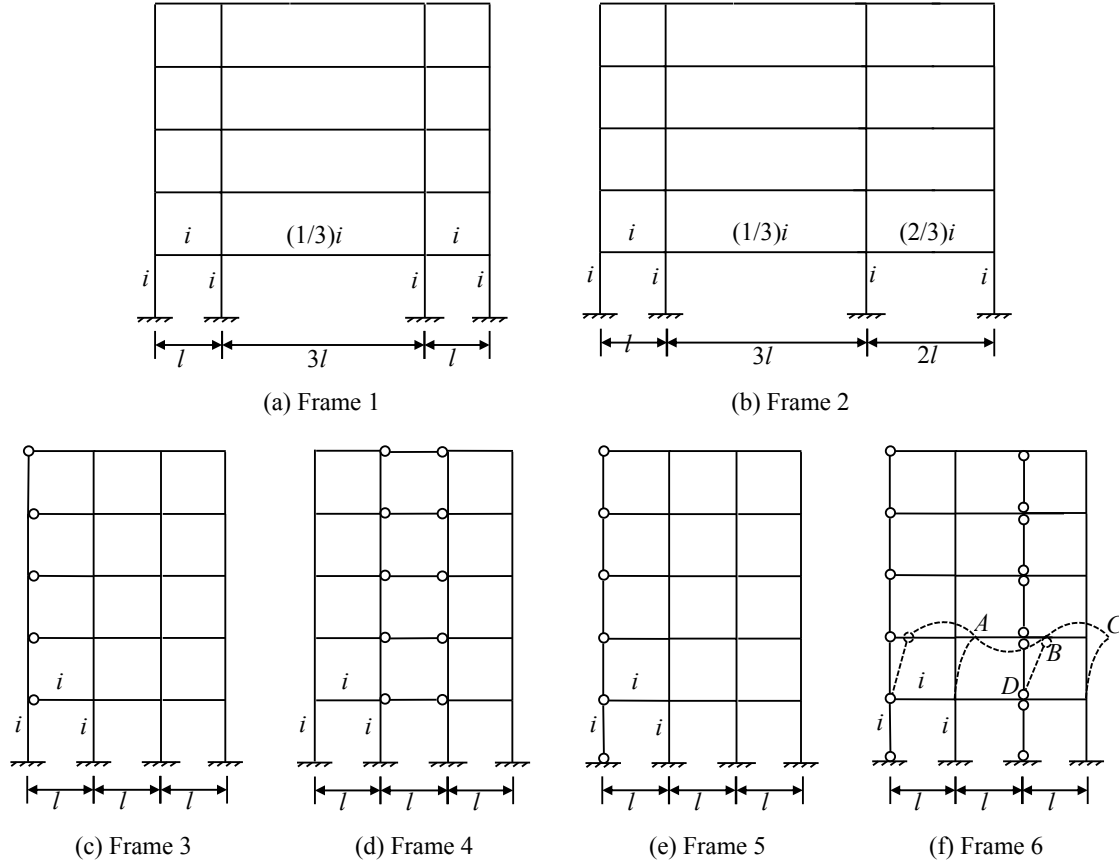 i (1/3)i i
i i i i
l 3l l
(a) Frame 1
i (1/3)i (2/3)i
i i i i
l 3l 2l
(b) Frame 2
i
i i
l l l
(c) Frame 3
i
i i
l l l
(d) Frame 4
i
i i
l l l
(e) Frame 5
A C
B
i D
i i
l l l
(f) Frame 6